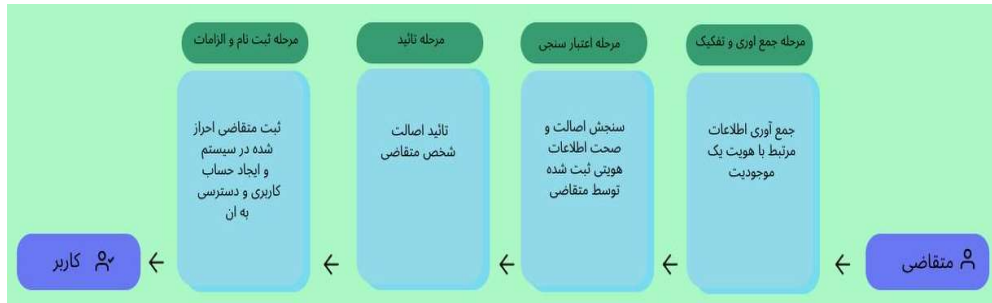 مرحله جمع اوری و تفکیک
مرحله اعتبار سنجی
مرحله تائید
مرحله ثبت نام و الزامات
متقاضی
جمع آوری اطلاعات
مرتبط با هویت یک
موجودیت
سنجش اصالت و
صحت اطلاعات
هویتی ثبت شده
توسط متقاضی
تائید اصالت
شخص متقاضی
ثبت متقاضی احراز
شده در سیستم
و ایجاد حساب
کاربری و دسترسی
به ان
کاربر